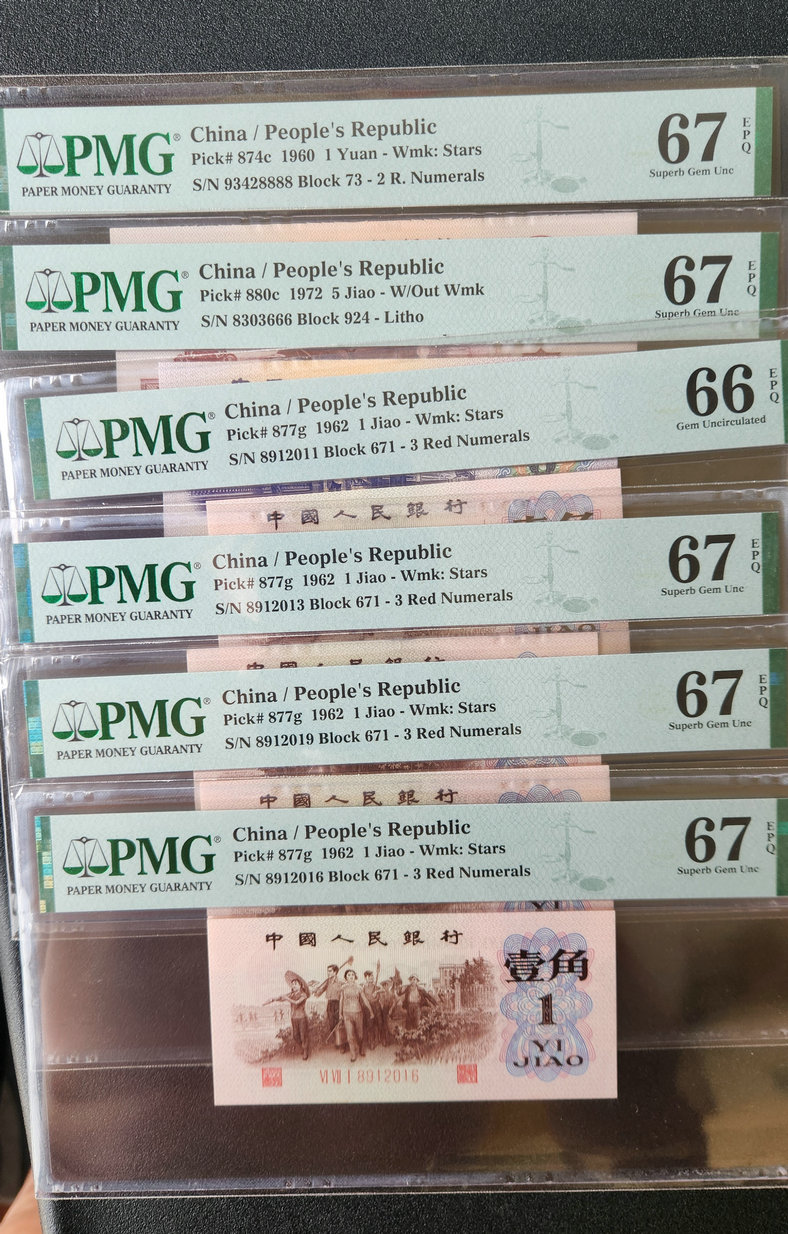 PMG®
PAPER MONEY GUARANTY
China / People's Republic
Pick# 874c 1960 1 Yuan - Wmk: Stars
S/N 93428888 Block 73 - 2 R. Numerals
67
EPQ
Superb Gem Unc
PMG®
PAPER MONEY GUARANTY
China / People's Republic
Pick# 880c 1972 5 Jiao - W/Out Wmk
S/N 8303666 Block 924 - Litho
67
EPQ
Superb Gem Unc
PMG®
PAPER MONEY GUARANTY
China / People's Republic
Pick# 877g 1962 1 Jiao - Wmk: Stars
S/N 8912011 Block 671 - 3 Red Numerals
66
EPQ
Gem Uncirculated
中國人民銀行
PMG®
PAPER MONEY GUARANTY
China / People's Republic
Pick# 877g 1962 1 Jiao - Wmk: Stars
S/N 8912013 Block 671 - 3 Red Numerals
67
EPQ
Superb Gem Unc
JIAO
中國人民銀行
PMG®
PAPER MONEY GUARANTY
China / People's Republic
Pick# 877g 1962 1 Jiao - Wmk: Stars
S/N 8912019 Block 671 - 3 Red Numerals
67
EPQ
Superb Gem Unc
中國人民銀行
PMG®
PAPER MONEY GUARANTY
China / People's Republic
Pick# 877g 1962 1 Jiao - Wmk: Stars
S/N 8912016 Block 671 - 3 Red Numerals
67
EPQ
Superb Gem Unc
YI
中國人民銀行
壹角
1
YI
JIAO
VI VII I 8912016